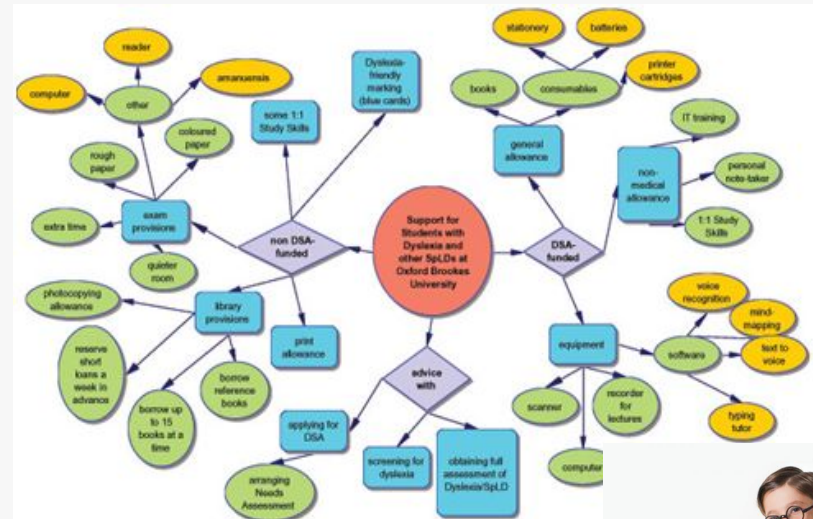 reader
computer
amanuensis
other
rough
paper
coloured
paper
extra time
exam
provisions
quieter
room
some 1:1
Study Skills
Dyslexia-
friendly
marking
(blue cards)
non DSA-
funded
photocopying
allowance
library
provisions
reserve
short
loans a
week in
advance
borrow up
to 15
books at a
time
borrow
reference
books
print
allowance
Support for
Students with
Dyslexia and
other SpLDs at
Oxford Brookes
University
advice
with
applying for
DSA
arranging
Needs
Assessment
screening for
dyslexia
obtaining full
assessment of
Dyslexia/SpLD
DSA-
funded
general
allowance
books
consumables
stationery
batteries
printer
cartridges
non-
medical
allowance
IT training
personal
note-taker
1:1 Study
Skills
equipment
scanner
computer
recorder
for
lectures
software
voice
recognition
mind-
mapping
text to
voice
typing
tutor